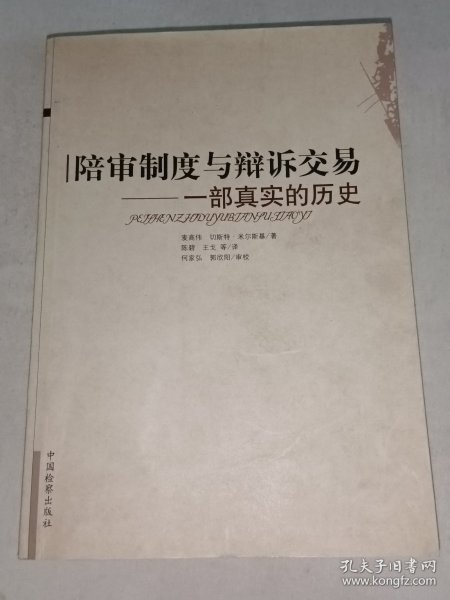 陪审制度与辩诉交易
——一部真实的历史
PEISHENZHIDUYUBIANSUJIAOYI
麦高伟 切斯特·米尔斯基/著
陈碧 王戈 等/译
何家弘 郭欣阳/审校
中国检察出版社
孔夫子旧书网
www.kongfz.com